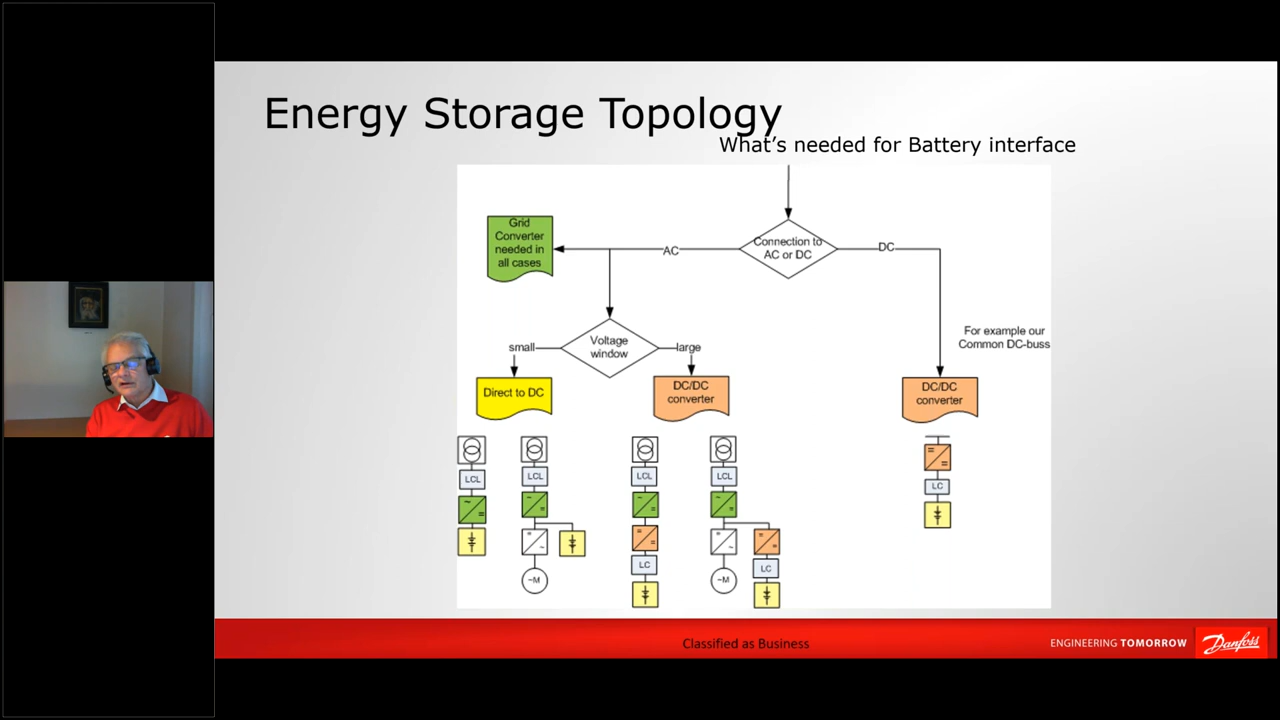 Energy Storage Topology
What's needed for Battery interface
Grid
Converter
needed in
all cases
AC
Connection to
AC or DC
DC
For example our
Common DC-buss
small
Voltage
window
large
Direct to DC
DC/DC
converter
DC/DC
converter
LCL
LCL
LCL
LCL
LC
~M
LC
~M
LC
Classified as Business
ENGINEERING TOMORROW
Danfoss